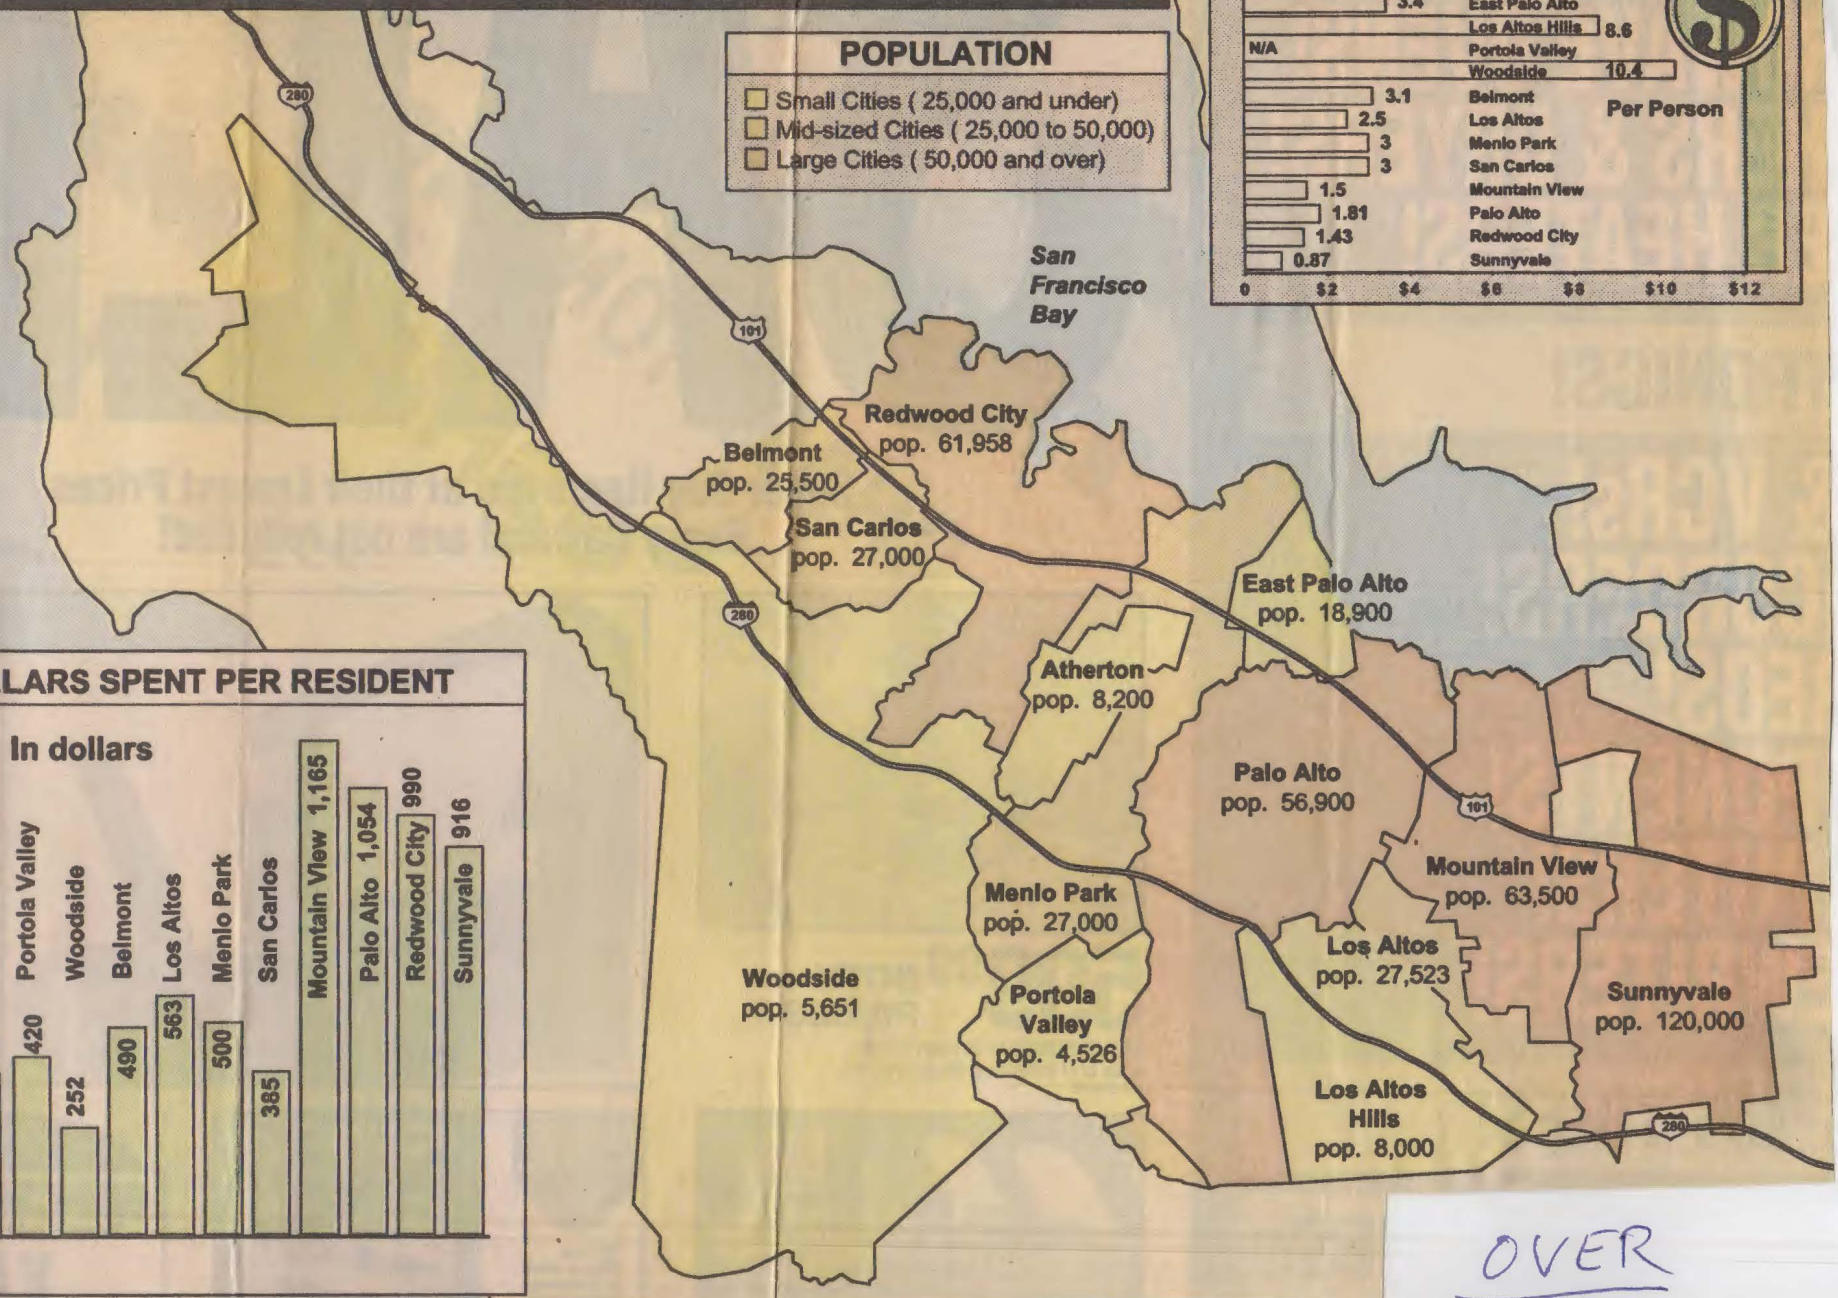 POPULATION
Small Cities ( 25,000 and under)
Mid-sized Cities ( 25,000 to 50,000)
Large Cities ( 50,000 and over)
3.4 East Palo Alto
Los Altos Hills 8.6
N/A Portola Valley
Woodside 10.4
3.1 Belmont
2.5 Los Altos
3 Menlo Park
3 San Carlos
1.5 Mountain View
1.81 Palo Alto
1.43 Redwood City
0.87 Sunnyvale
Per Person
0 $2 $4 $6 $8 $10 $12
$
280
101
San
Francisco
Bay
Redwood City
pop. 61,958
Belmont
pop. 25,500
San Carlos
pop. 27,000
280
East Palo Alto
pop. 18,900
Atherton
pop. 8,200
Palo Alto
pop. 56,900
101
Mountain View
pop. 63,500
Menlo Park
pop. 27,000
Los Altos
pop. 27,523
Woodside
pop. 5,651
Portola
Valley
pop. 4,526
Sunnyvale
pop. 120,000
Los Altos
Hills
pop. 8,000
280
LARS SPENT PER RESIDENT
In dollars
Portola Valley 420
Woodside 252
Belmont 490
Los Altos 563
Menlo Park 500
San Carlos 385
Mountain View 1,165
Palo Alto 1,054
Redwood City 990
Sunnyvale 916
OVER